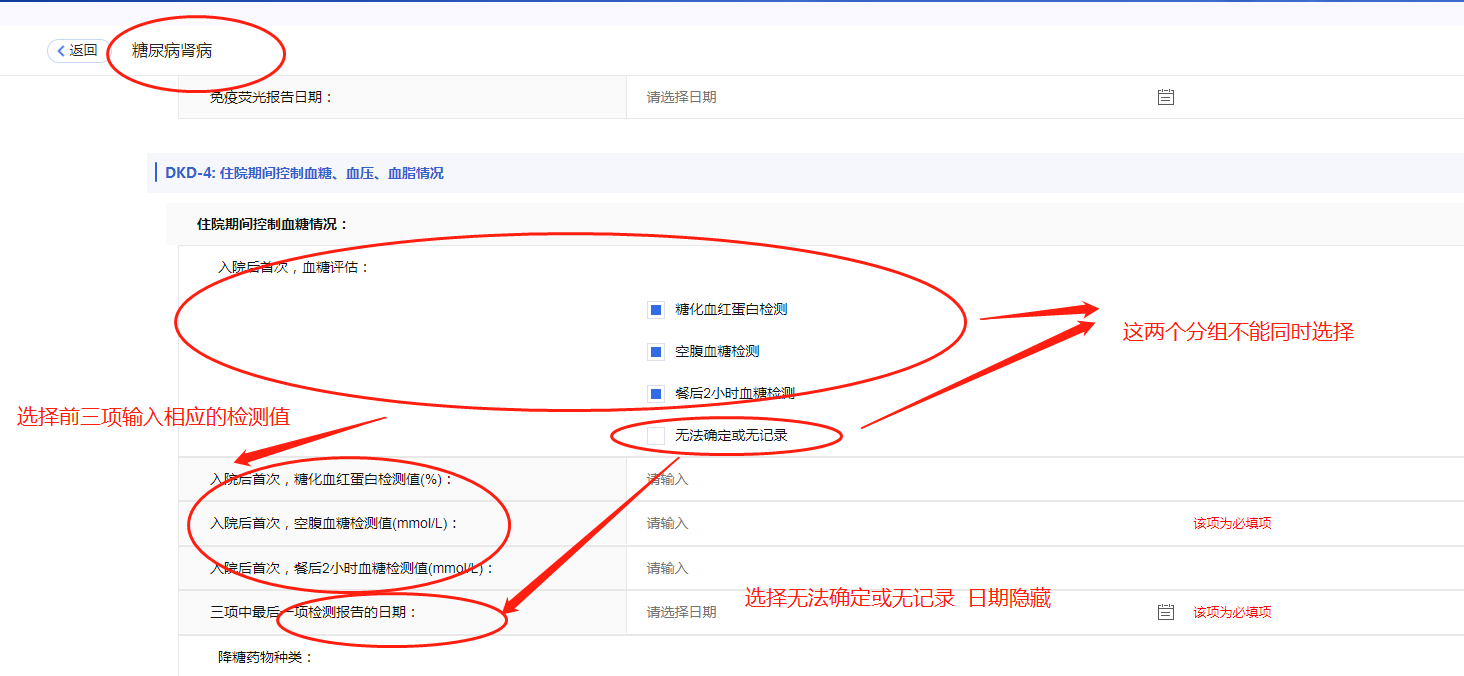 返回
糖尿病肾病
免疫荧光报告日期：
请选择日期
DKD-4: 住院期间控制血糖、血压、血脂情况
住院期间控制血糖情况：
入院后首次，血糖评估：
糖化血红蛋白检测
这两个分组不能同时选择
空腹血糖检测
餐后2小时血糖检测
选择前三项输入相应的检测值
无法确定或无记录
入院后首次，糖化血红蛋白检测值(%)：
请输入
入院后首次，空腹血糖检测值(mmol/L)：
请输入
该项为必填项
入院后首次，餐后2小时血糖检测值(mmol/L)：
请输入
选择无法确定或无记录 日期隐藏
三项中最后一项检测报告的日期：
请选择日期
该项为必填项
降糖药物种类：